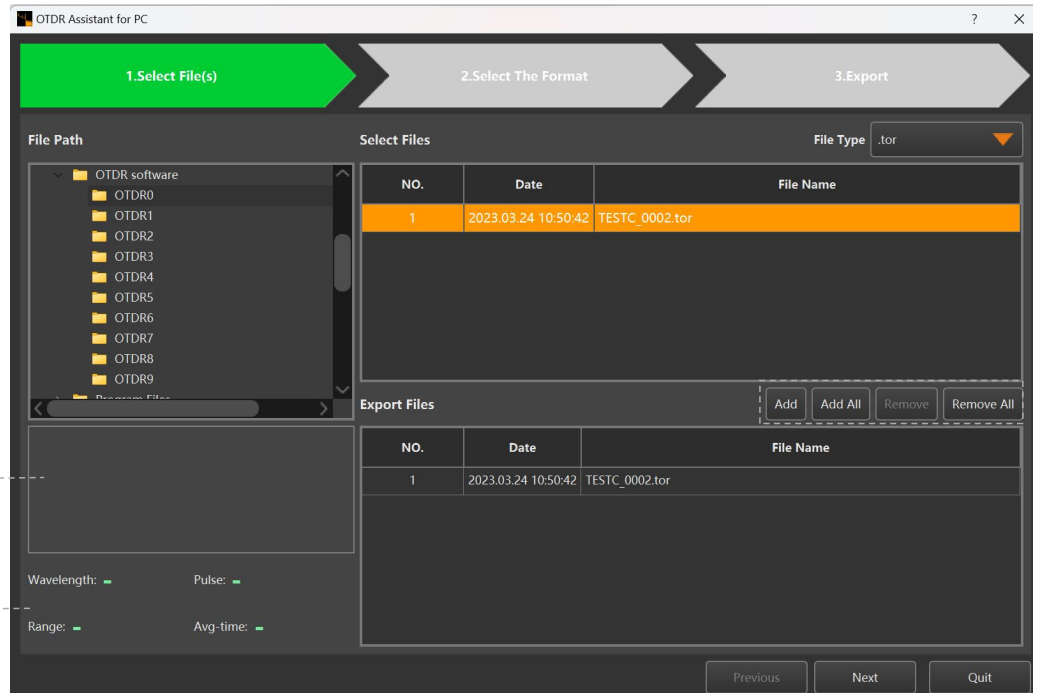 OTDR Assistant for PC
?
1.Select File(s)
2.Select The Format
3.Export
File Path
Select Files
File Type
.tor
OTDR software
OTDR0
OTDR1
OTDR2
OTDR3
OTDR4
OTDR5
OTDR6
OTDR7
OTDR8
OTDR9
Program Files
NO. Date File Name
1 2023.03.24 10:50:42 TESTC_0002.tor
Export Files
Add Add All Remove Remove All
NO. Date File Name
1 2023.03.24 10:50:42 TESTC_0002.tor
Wavelength: - Pulse: -
Range: - Avg-time: -
Previous Next Quit